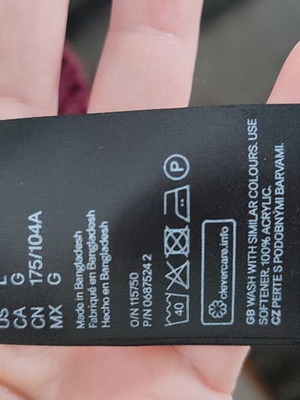 US L
CA G
CN 175/104A
MX G
Made in Bangladesh
Fabriqué en Bangladesh
Hecho en Bangladesh
O/N 115750
P/N 0687524 2
40
P
clevercare.info
GB WASH WITH SIMILAR COLOURS. USE
SOFTENER. 100% ACRYLIC.
CZ PERTE S PODOBNÝMI BARVAMI.